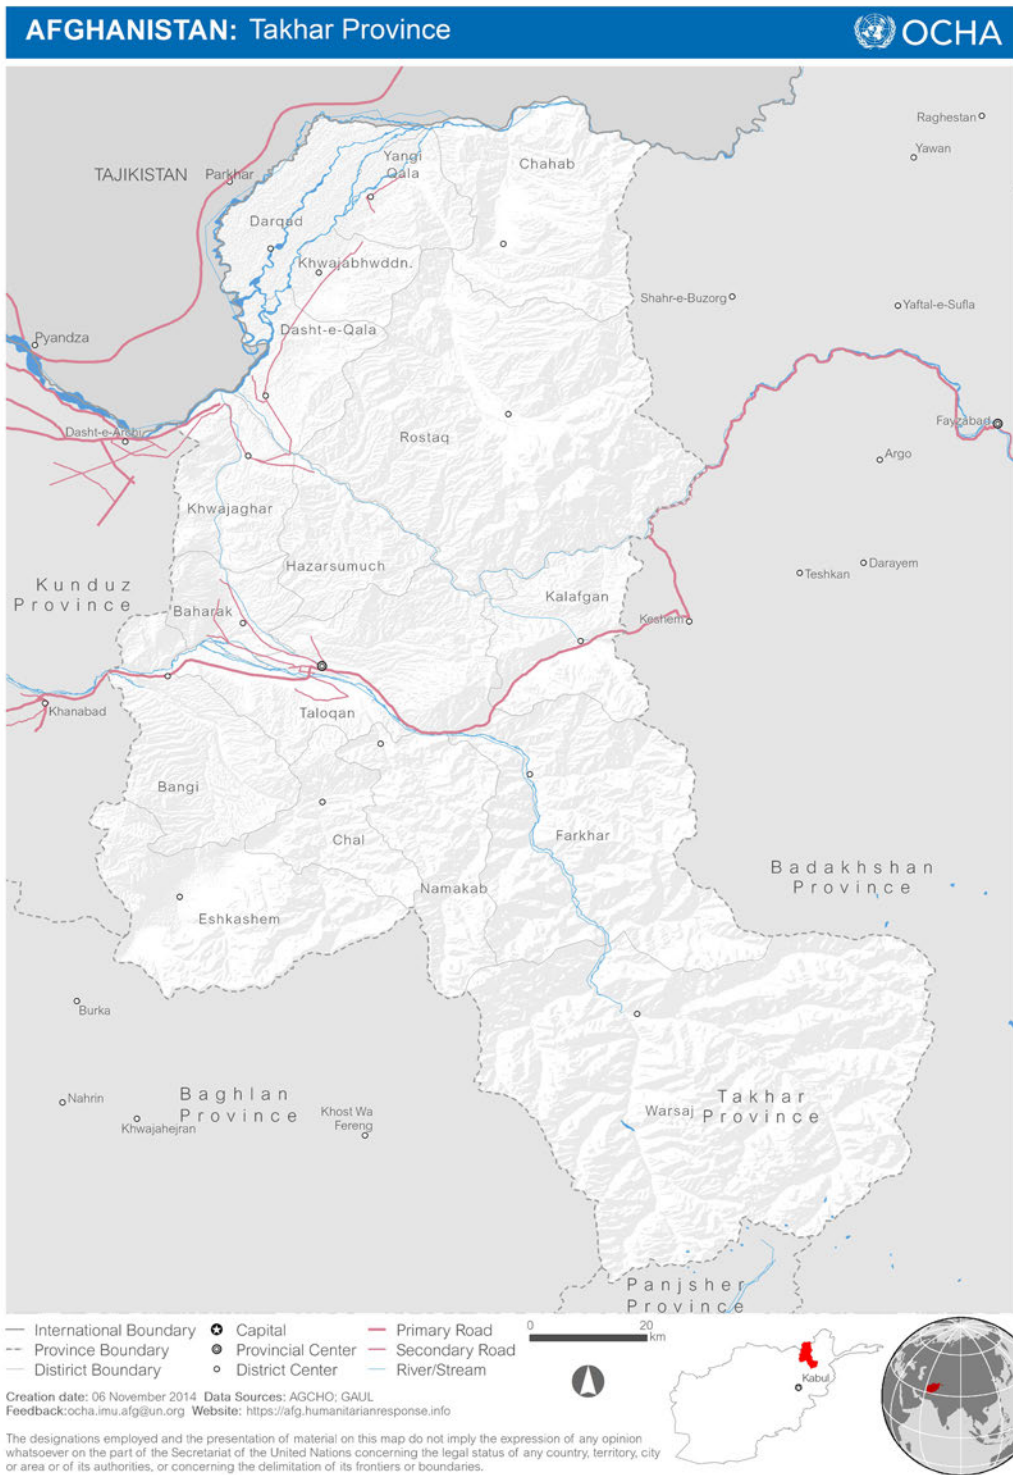 AFGHANISTAN: Takhar Province
OCHA
Raghestan
Yawan
TAJIKISTAN
Parkhar
Yangi
Qala
Chahab
Darqad
Khwajabhwddn.
Shahr-e-Buzorg
Yaftal-e-Sufla
Dasht-e-Qala
Pyandza
Rostaq
Fayzabad
Dasht-e-Archi
Argo
Khwajaghar
Hazarsumuch
Kunduz
Province
Baharak
Kalafgan
Teshkan
Darayem
Keshem
Khanabad
Taloqan
Bangi
Chal
Farkhar
Namakab
Eshkashem
Badakhshan
Province
Burka
Nahrin
Baghlan
Province
Khwajahejran
Khost Wa
Fereng
Warsaj
Takhar
Province
Panjsher
Province
International Boundary
Province Boundary
Distirict Boundary
Capital
Provincial Center
District Center
Primary Road
Secondary Road
River/Stream
0 20
km
Kabul
Creation date: 06 November 2014 Data Sources: AGCHO; GAUL
Feedback:ocha.imu.afg@un.org Website: https://afg.humanitarianresponse.info
The designations employed and the presentation of material on this map do not imply the expression of any opinion
whatsoever on the part of the Secretariat of the United Nations concerning the legal status of any country, territory, city
or area or of its authorities, or concerning the delimitation of its frontiers or boundaries.